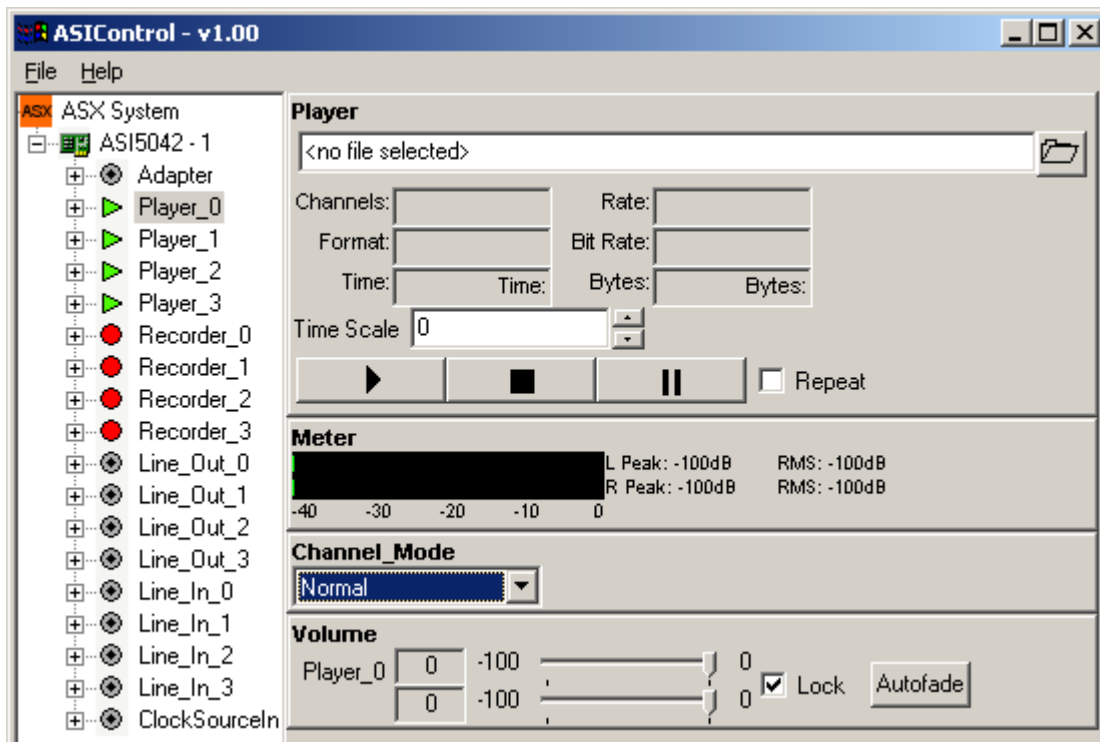 ASIControl - v1.00
File Help
ASX ASX System
ASI5042 - 1
Adapter
Player_0
Player_1
Player_2
Player_3
Recorder_0
Recorder_1
Recorder_2
Recorder_3
Line_Out_0
Line_Out_1
Line_Out_2
Line_Out_3
Line_In_0
Line_In_1
Line_In_2
Line_In_3
ClockSourceIn
Player
<no file selected>
Channels: Rate:
Format: Bit Rate:
Time: Time: Bytes: Bytes:
Time Scale 0
Repeat
Meter
L Peak: -100dB RMS: -100dB
R Peak: -100dB RMS: -100dB
-40 -30 -20 -10 0
Channel_Mode
Normal
Volume
Player_0 0 -100 0
0 -100 0
Lock Autofade